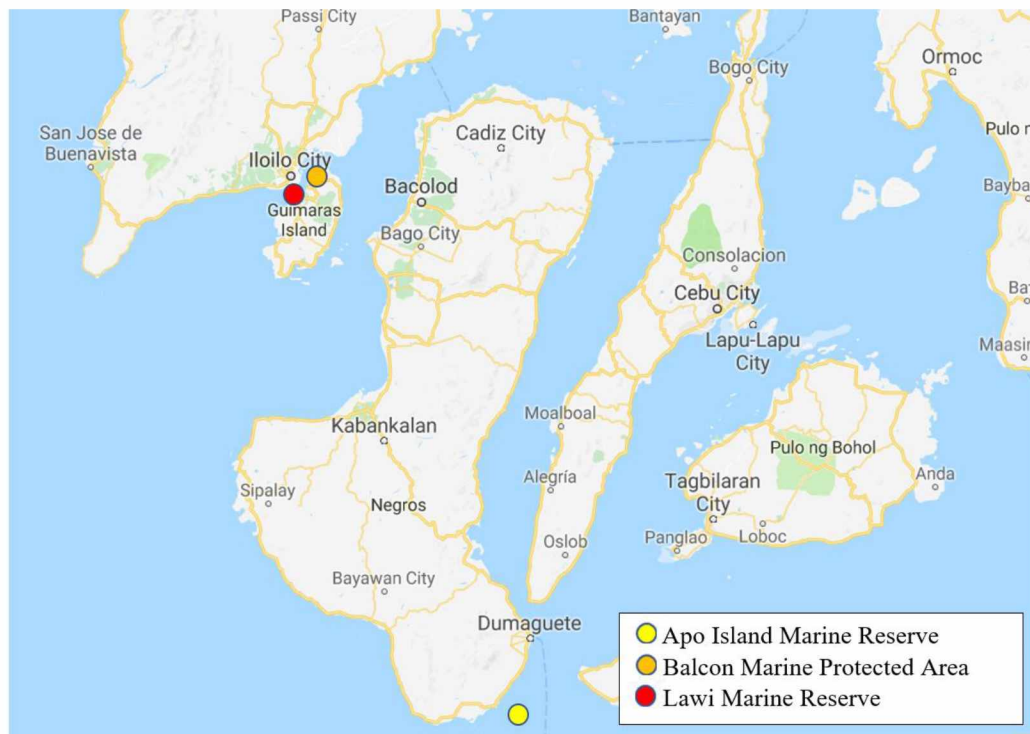 Passi City
Bantayan
Ormoc
Bogo City
San Jose de
Buenavista
Cadiz City
Iloilo City
Bacolod
Guimaras
Island
Bago City
Consolacion
Cebu City
Lapu-Lapu
City
Moalboal
Kabankalan
Pulo ng Bohol
Alegría
Tagbilaran
City
Anda
Sipalay
Negros
Oslob
Panglao
Loboc
Bayawan City
Dumaguete
Apo Island Marine Reserve
Balcon Marine Protected Area
Lawi Marine Reserve